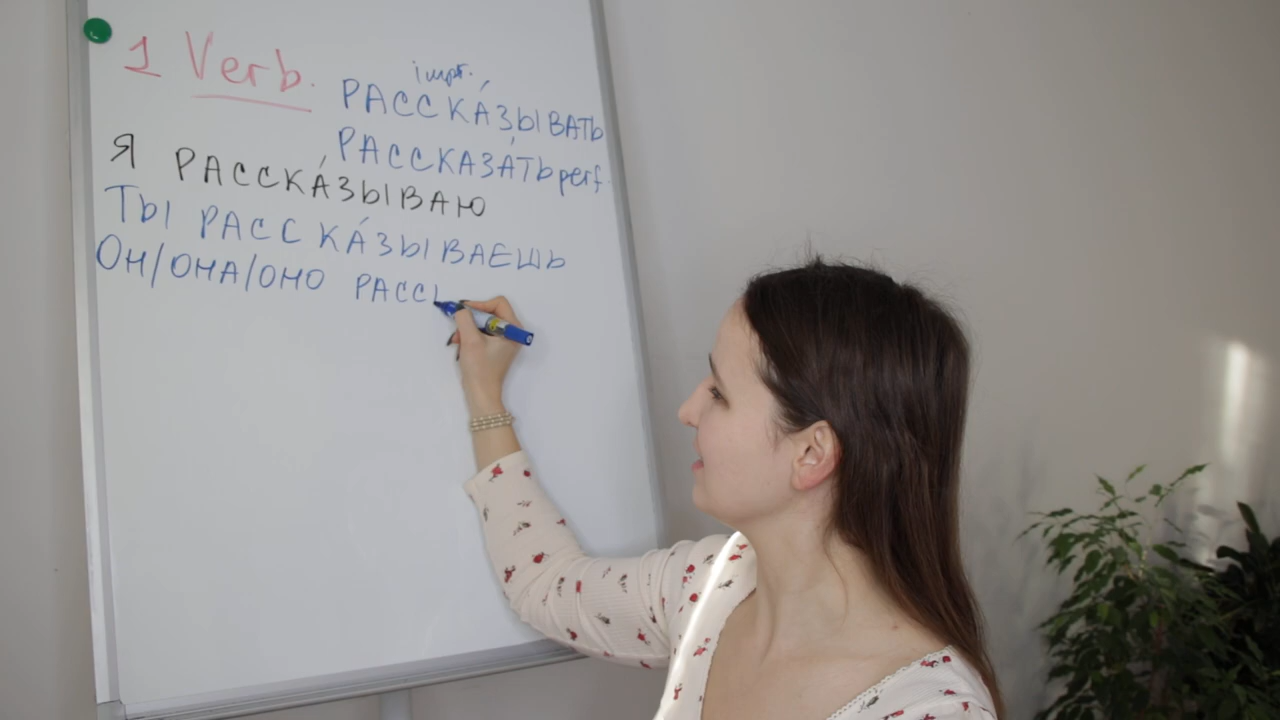 1 Verb.
impf.
РАССКА́ЗЫВАТЬ
РАССКАЗА́ТЬ perf.
Я РАССКА́ЗЫВАЮ
ТЫ РАССКА́ЗЫВАЕШЬ
ОН/ОНА/ОНО РАСС